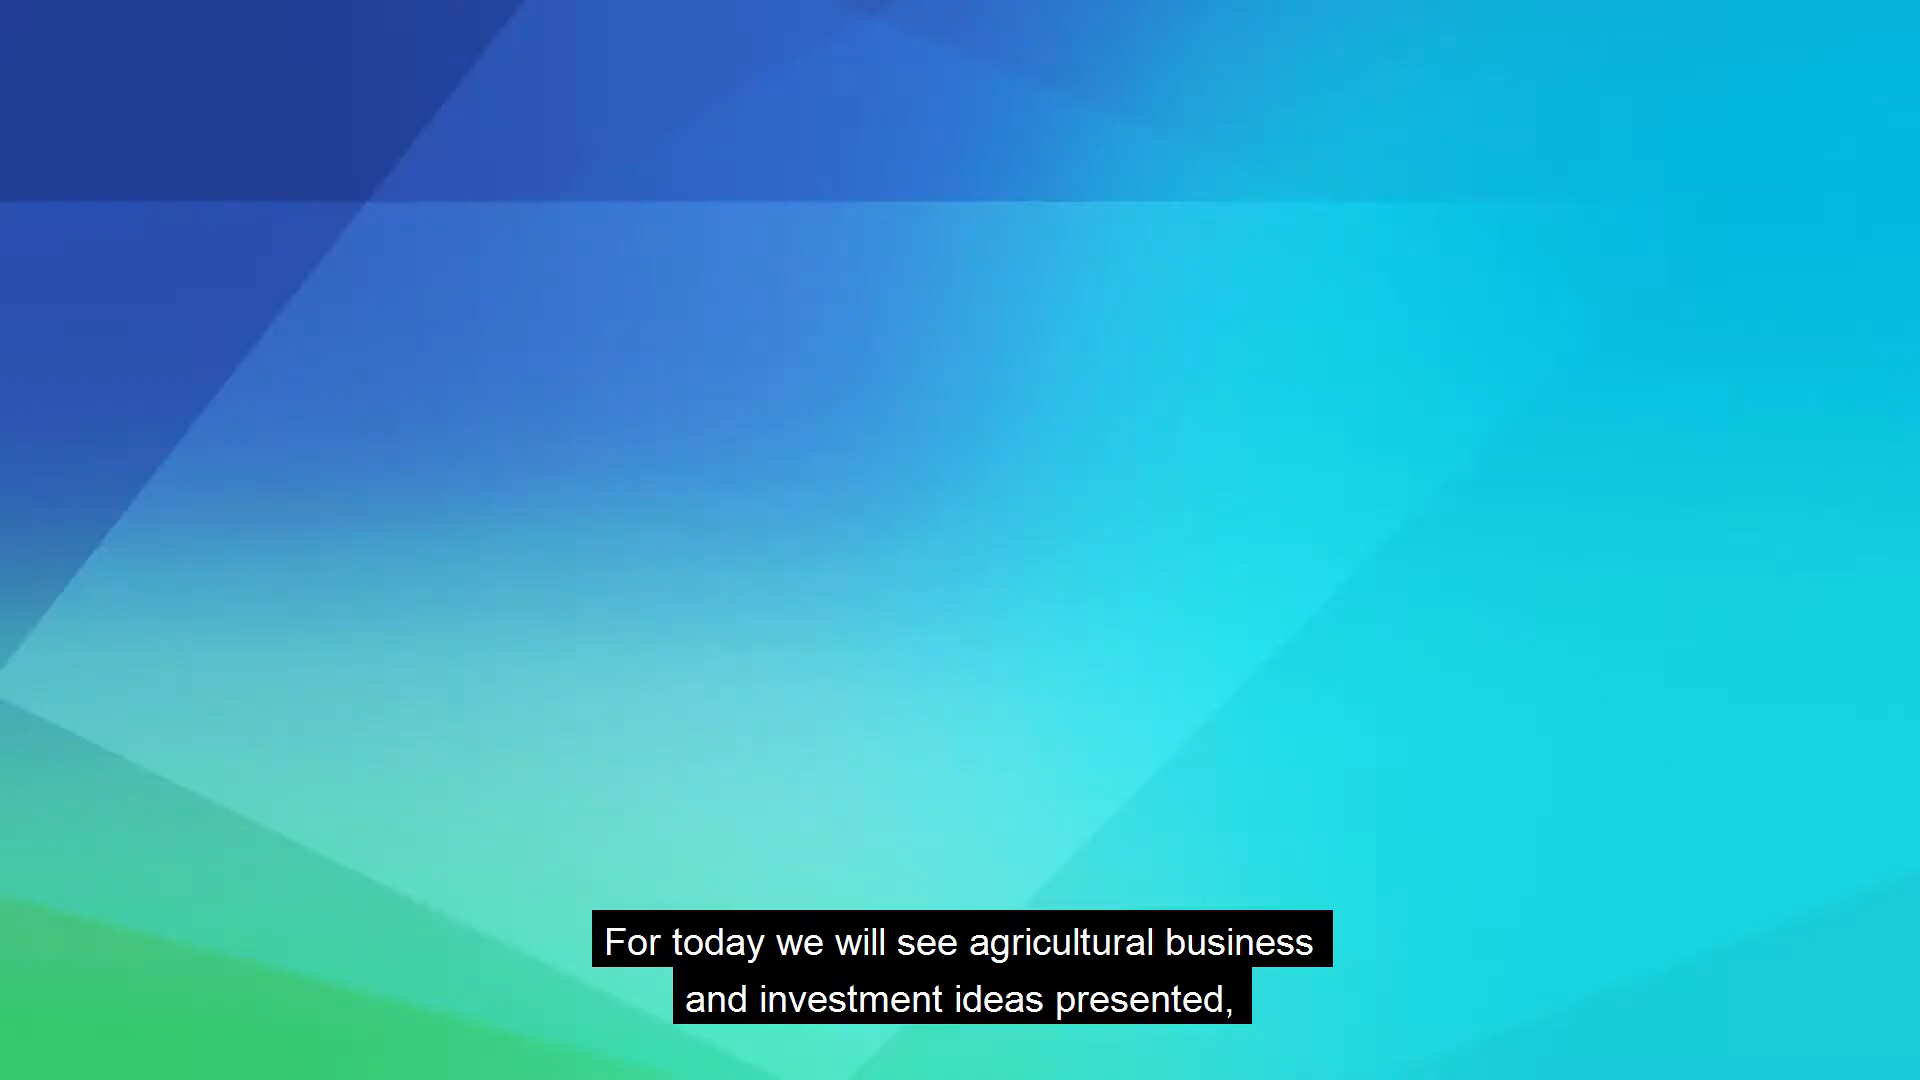 For today we will see agricultural business
and investment ideas presented,